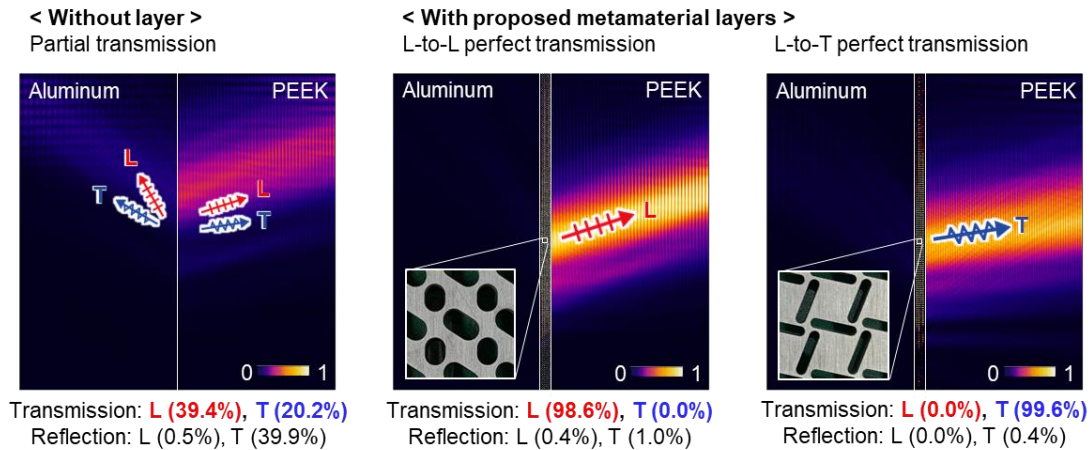 < Without layer >
Partial transmission
Aluminum
PEEK
L
T
L
T
0
1
Transmission: L (39.4%), T (20.2%)
Reflection: L (0.5%), T (39.9%)
< With proposed metamaterial layers >
L-to-L perfect transmission
Aluminum
PEEK
L
0
1
Transmission: L (98.6%), T (0.0%)
Reflection: L (0.4%), T (1.0%)
L-to-T perfect transmission
Aluminum
PEEK
T
0
1
Transmission: L (0.0%), T (99.6%)
Reflection: L (0.0%), T (0.4%)